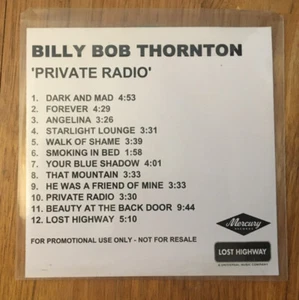 BILLY BOB THORNTON
'PRIVATE RADIO'
1. DARK AND MAD 4:53
2. FOREVER 4:29
3. ANGELINA 3:26
4. STARLIGHT LOUNGE 3:31
5. WALK OF SHAME 3:39
6. SMOKING IN BED 1:58
7. YOUR BLUE SHADOW 4:01
8. THAT MOUNTAIN 3:33
9. HE WAS A FRIEND OF MINE 3:33
10. PRIVATE RADIO 3:30
11. BEAUTY AT THE BACK DOOR 9:44
12. LOST HIGHWAY 5:10
FOR PROMOTIONAL USE ONLY - NOT FOR RESALE
Mercury
RECORDS
LOST HIGHWAY
A UNIVERSAL MUSIC COMPANY